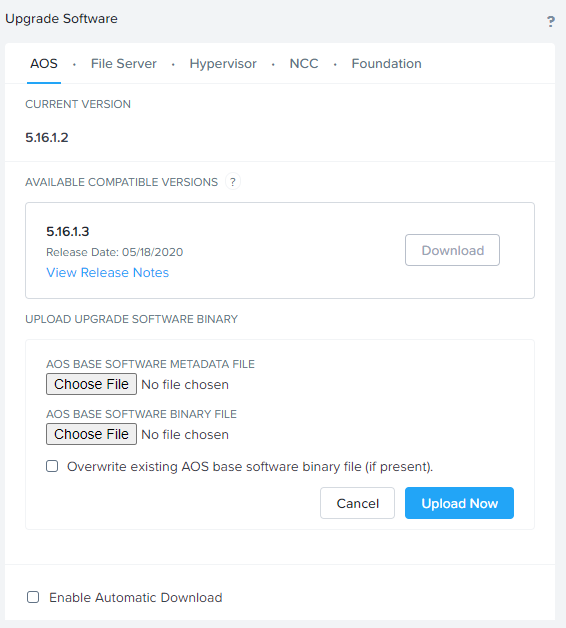 Upgrade Software
?
AOS · File Server · Hypervisor · NCC · Foundation
CURRENT VERSION
5.16.1.2
AVAILABLE COMPATIBLE VERSIONS ?
5.16.1.3
Release Date: 05/18/2020
View Release Notes
Download
UPLOAD UPGRADE SOFTWARE BINARY
AOS BASE SOFTWARE METADATA FILE
Choose File No file chosen
AOS BASE SOFTWARE BINARY FILE
Choose File No file chosen
Overwrite existing AOS base software binary file (if present).
Cancel Upload Now
Enable Automatic Download